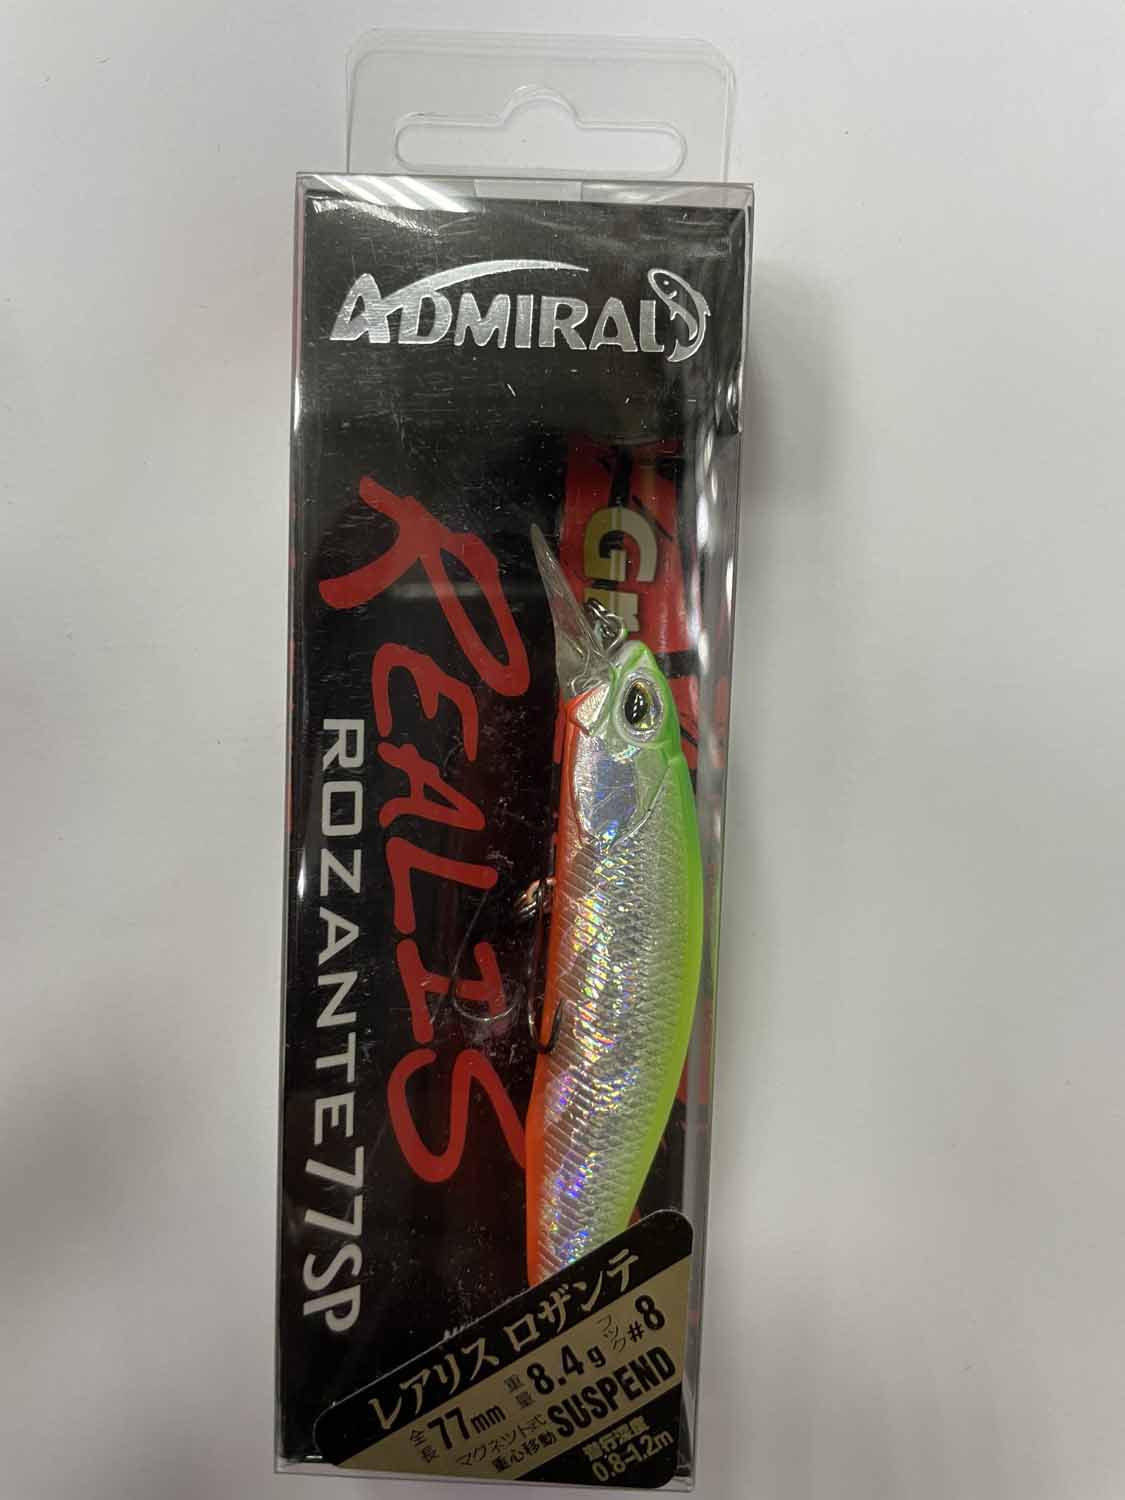 ADMIRAL
Gr
REALIS
ROZANTE77SP
レアリス ロザンテ
全長 77mm 重量 8.4g フック #8
マグネット式
重心移動 SUSPEND
潜行深度
0.8-1.2m